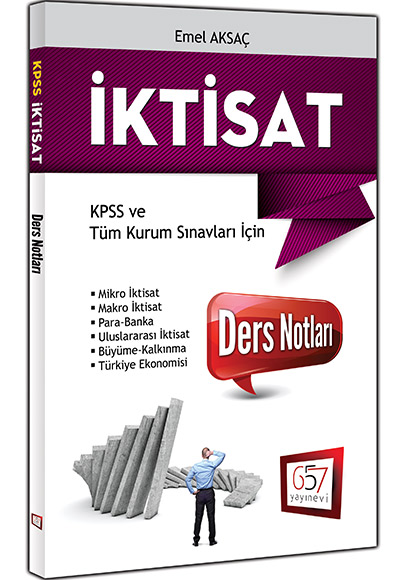 Emel AKSAÇ
İKTİSAT
KPSS ve
Tüm Kurum Sınavları İçin
Mikro İktisat
Makro İktisat
Para-Banka
Uluslararası İktisat
Büyüme-Kalkınma
Türkiye Ekonomisi
Ders Notları
657
yayınevi
KPSS İKTİSAT
Ders Notları
657